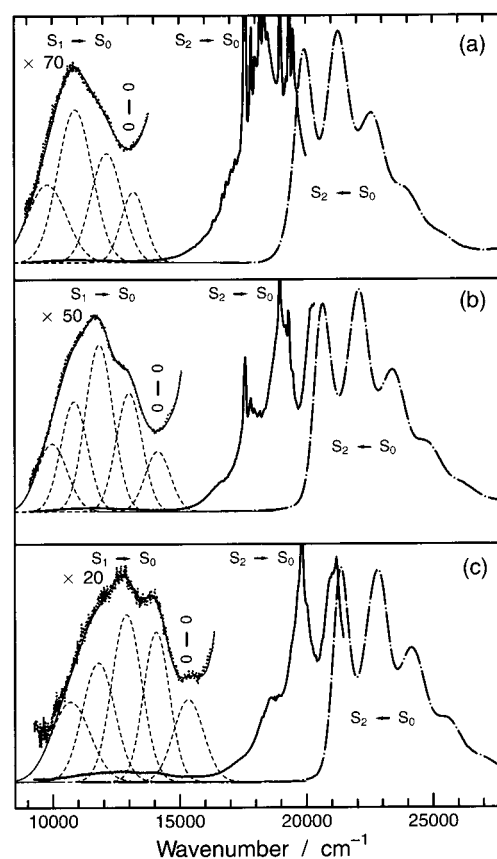 S₁ → S₀ S₂ → S₀ (a)
× 70
0 — 0
S₂ ← S₀
S₁ → S₀ S₂ → S₀ (b)
× 50
0 — 0
S₂ ← S₀
S₁ → S₀ S₂ → S₀ (c)
× 20
0 — 0
S₂ ← S₀
10000 15000 20000 25000
Wavenumber / cm⁻¹